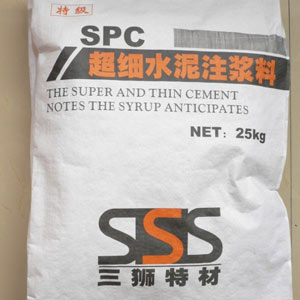 特级
SPC
超细水泥注浆料
THE SUPER AND THIN CEMENT
NOTES THE SYRUP ANTICIPATES
NET: 25kg
SSS
三狮特材